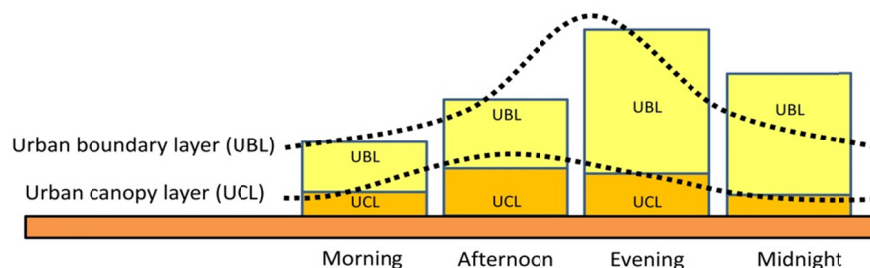 UBL
UBL
UBL
Urban boundary layer (UBL)
UBL
Urban canopy layer (UCL)
UCL
UCL
UCL
Morning
Afternocn
Evening
Midnight